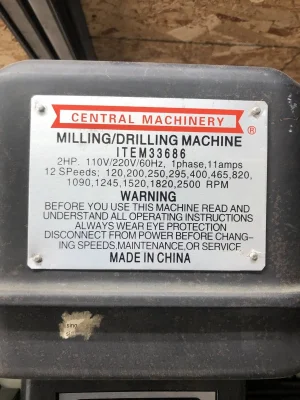 CENTRAL MACHINERY
®
MILLING/DRILLING MACHINE
ITEM33686
2HP. 110V/220V/60Hz, 1phase,11amps
12 SPeeds; 120,200.250,295,400.465,820,
1090,1245,1520,1820,2500 RPM
WARNING
BEFORE YOU USE THIS MACHINE READ AND
UNDERSTAND ALL OPERATING INSTRUCTIONS
ALWAYS WEAR EYE PROTECTION
DISCONNECT FROM POWER BEFORE CHANG-
ING SPEEDS,MAINTENANCE,OR SERVICE
MADE IN CHINA